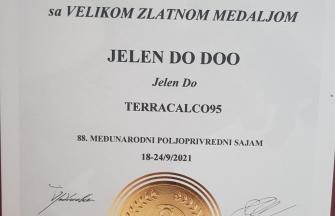 sa VELIKOM ZLATNOM MEDALJOM
JELEN DO DOO
Jelen Do
TERRACALCO95
88. MEĐUNARODNI POLJOPRIVREDNI SAJAM
18-24/9/2021